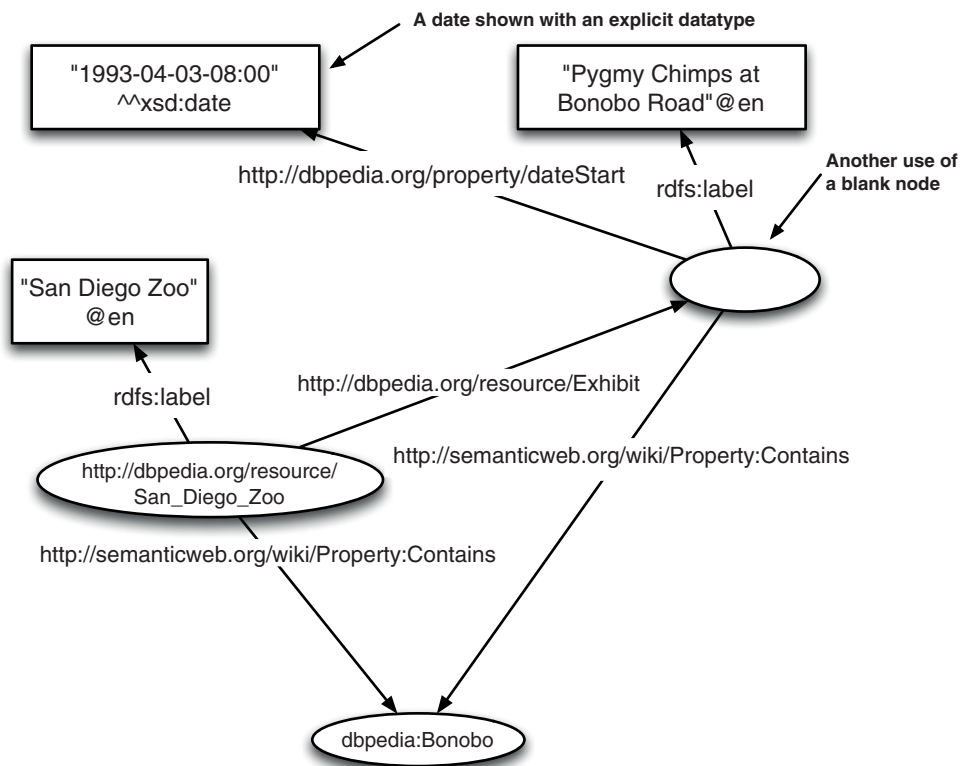 A date shown with an explicit datatype
"1993-04-03-08:00"
^^xsd:date
"Pygmy Chimps at
Bonobo Road"@en
http://dbpedia.org/property/dateStart
rdfs:label
Another use of
a blank node
"San Diego Zoo"
@en
rdfs:label
http://dbpedia.org/resource/Exhibit
http://dbpedia.org/resource/
San_Diego_Zoo
http://semanticweb.org/wiki/Property:Contains
http://semanticweb.org/wiki/Property:Contains
dbpedia:Bonobo